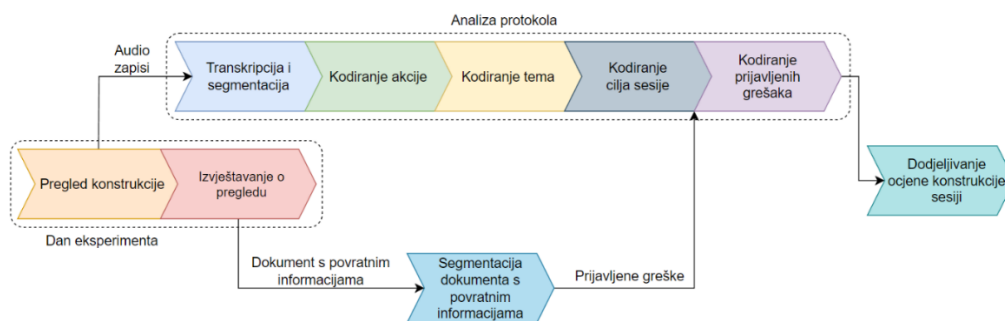 Analiza protokola
Audio
zapisi
Transkripcija i
segmentacija
Kodiranje akcije
Kodiranje tema
Kodiranje
cilja sesije
Kodiranje
prijavljenih
grešaka
Pregled konstrukcije
Izvještavanje o
pregledu
Dodjeljivanje
ocjene konstrukcije
sesiji
Dan eksperimenta
Dokument s povratnim
informacijama
Segmentacija
dokumenta s
povratnim
informacijama
Prijavljene greške